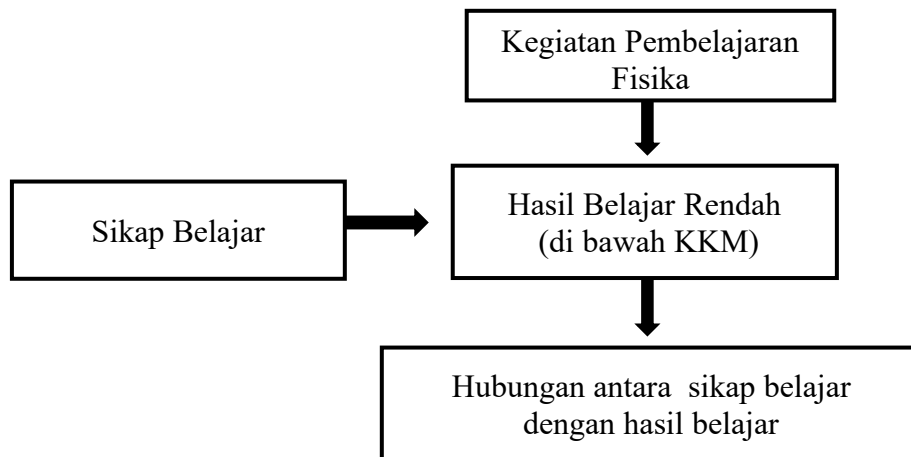 Kegiatan Pembelajaran
Fisika
Sikap Belajar
Hasil Belajar Rendah
(di bawah KKM)
Hubungan antara sikap belajar
dengan hasil belajar